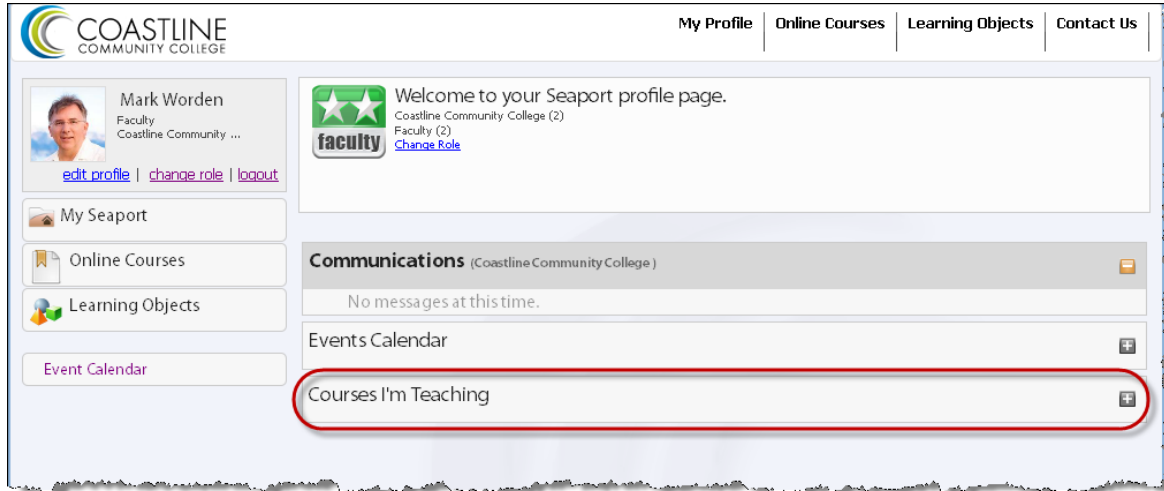 COASTLINE
COMMUNITY COLLEGE
My Profile
Online Courses
Learning Objects
Contact Us
Mark Worden
Faculty
Coastline Community ...
edit profile | change role | logout
My Seaport
Online Courses
Learning Objects
Event Calendar
faculty
Welcome to your Seaport profile page.
Coastline Community College (2)
Faculty (2)
Change Role
Communications (Coastline Community College )
No messages at this time.
Events Calendar
Courses I'm Teaching